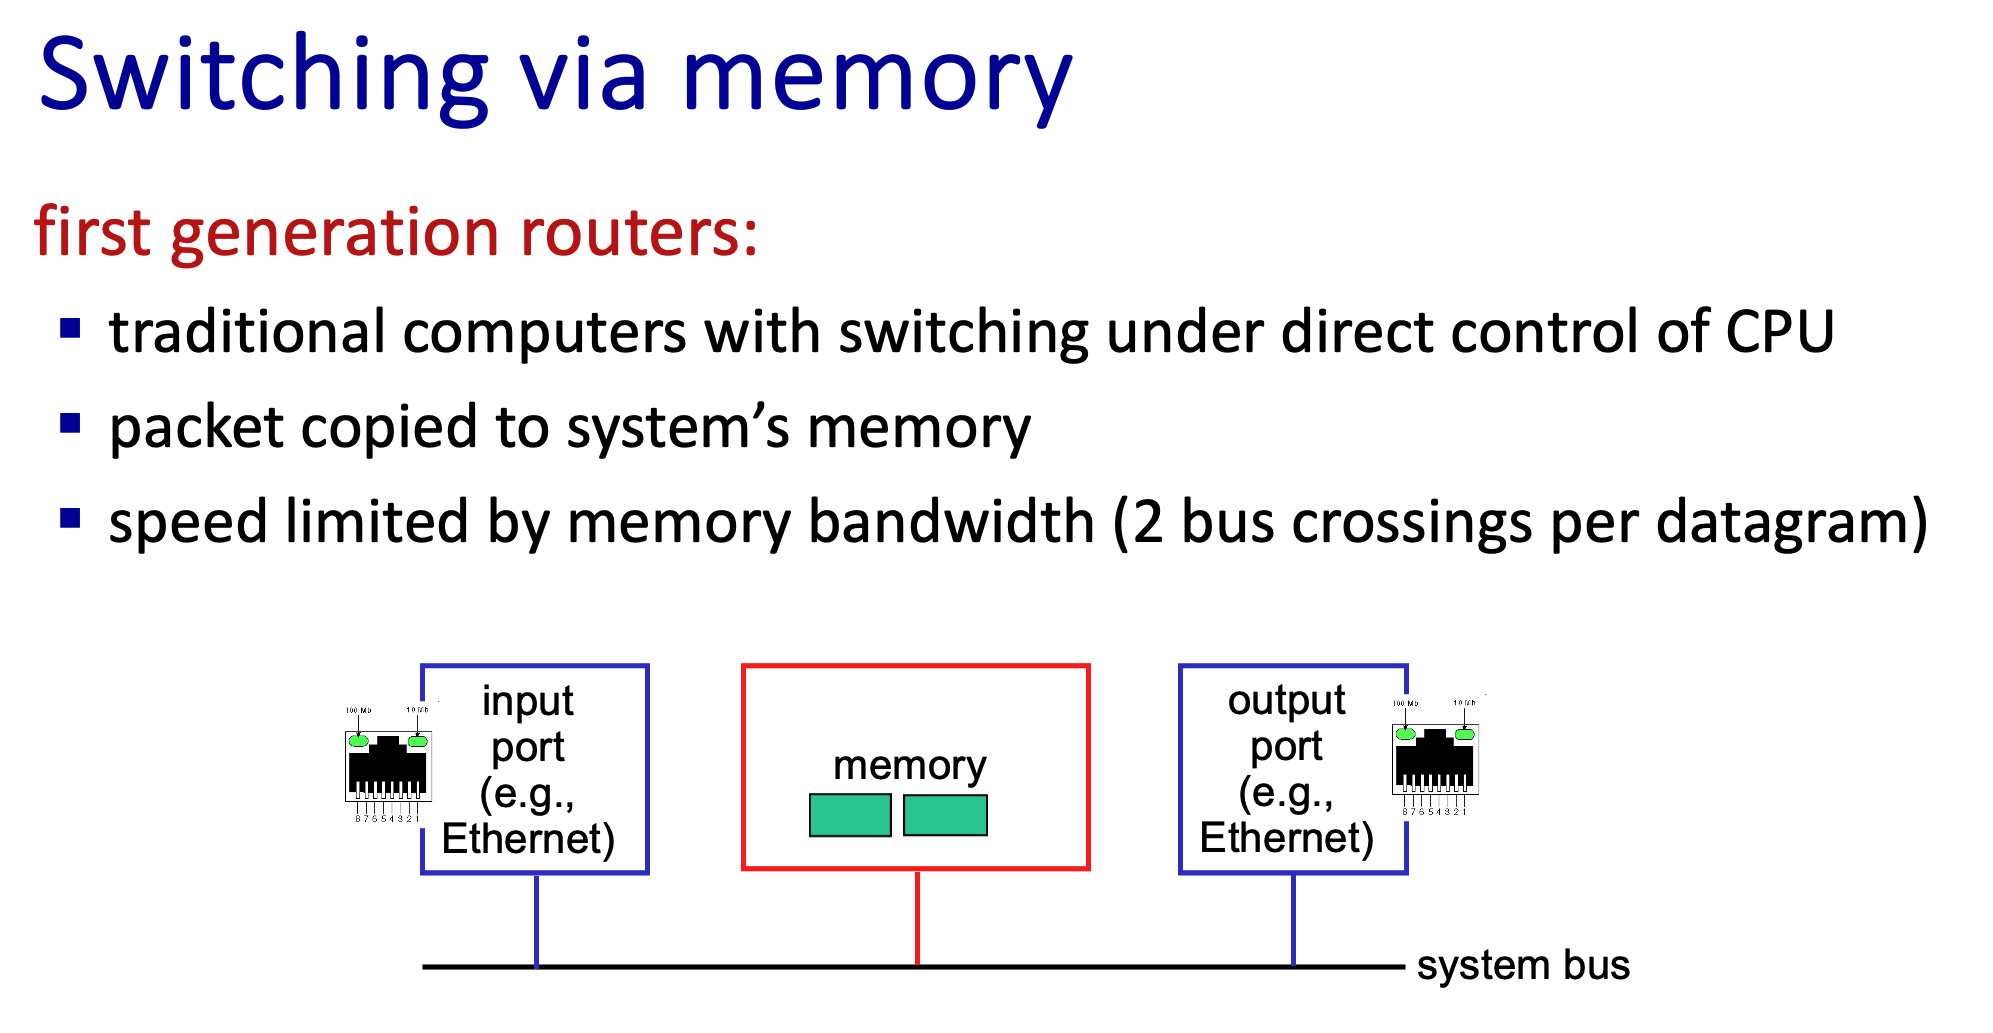 Switching via memory
first generation routers:
▪ traditional computers with switching under direct control of CPU
▪ packet copied to system’s memory
▪ speed limited by memory bandwidth (2 bus crossings per datagram)
input
port
(e.g.,
Ethernet)
100 Mb 10 Mb
8 7 6 5 4 3 2 1
memory
output
port
(e.g.,
Ethernet)
100 Mb 10 Mb
8 7 6 5 4 3 2 1
system bus